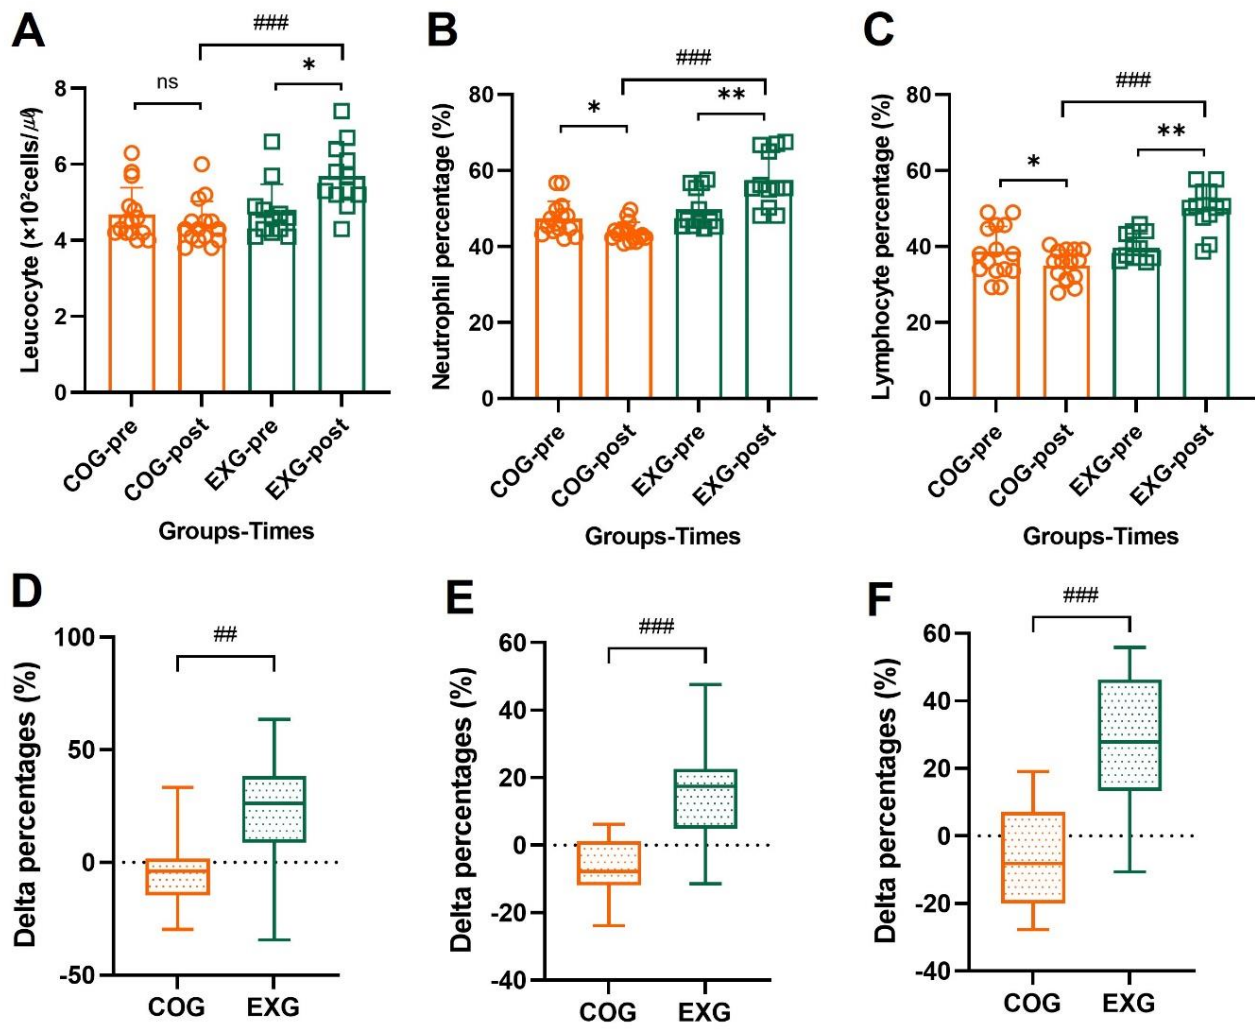 A
###
*
ns
Leucocyte (×10²cells/㎕)
8
6
4
2
0
COG-pre
COG-post
EXG-pre
EXG-post
Groups-Times
B
###
**
*
Neutrophil percentage (%)
80
60
40
20
0
COG-pre
COG-post
EXG-pre
EXG-post
Groups-Times
C
###
**
*
Lymphocyte percentage (%)
80
60
40
20
0
COG-pre
COG-post
EXG-pre
EXG-post
Groups-Times
D
##
Delta percentages (%)
100
50
0
-50
COG
EXG
E
###
Delta percentages (%)
60
40
20
0
-20
-40
COG
EXG
F
###
Delta percentages (%)
60
40
20
0
-20
-40
COG
EXG